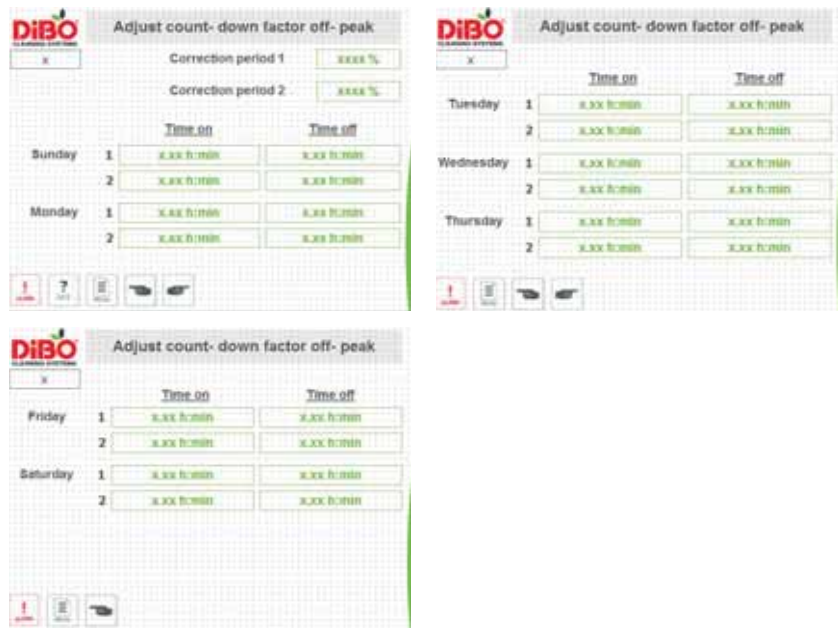 DiBO
CLEANING SYSTEMS
Adjust count- down factor off- peak
x
Correction period 1 xxxx %
Correction period 2 xxxx %
Time on Time off
Sunday 1 x.xx h:min x.xx h:min
2 x.xx h:min x.xx h:min
Monday 1 x.xx h:min x.xx h:min
2 x.xx h:min x.xx h:min
! ?
DiBO
CLEANING SYSTEMS
Adjust count- down factor off- peak
x
Time on Time off
Tuesday 1 x.xx h:min x.xx h:min
2 x.xx h:min x.xx h:min
Wednesday 1 x.xx h:min x.xx h:min
2 x.xx h:min x.xx h:min
Thursday 1 x.xx h:min x.xx h:min
2 x.xx h:min x.xx h:min
!
DiBO
CLEANING SYSTEMS
Adjust count- down factor off- peak
x
Time on Time off
Friday 1 x.xx h:min x.xx h:min
2 x.xx h:min x.xx h:min
Saturday 1 x.xx h:min x.xx h:min
2 x.xx h:min x.xx h:min
!